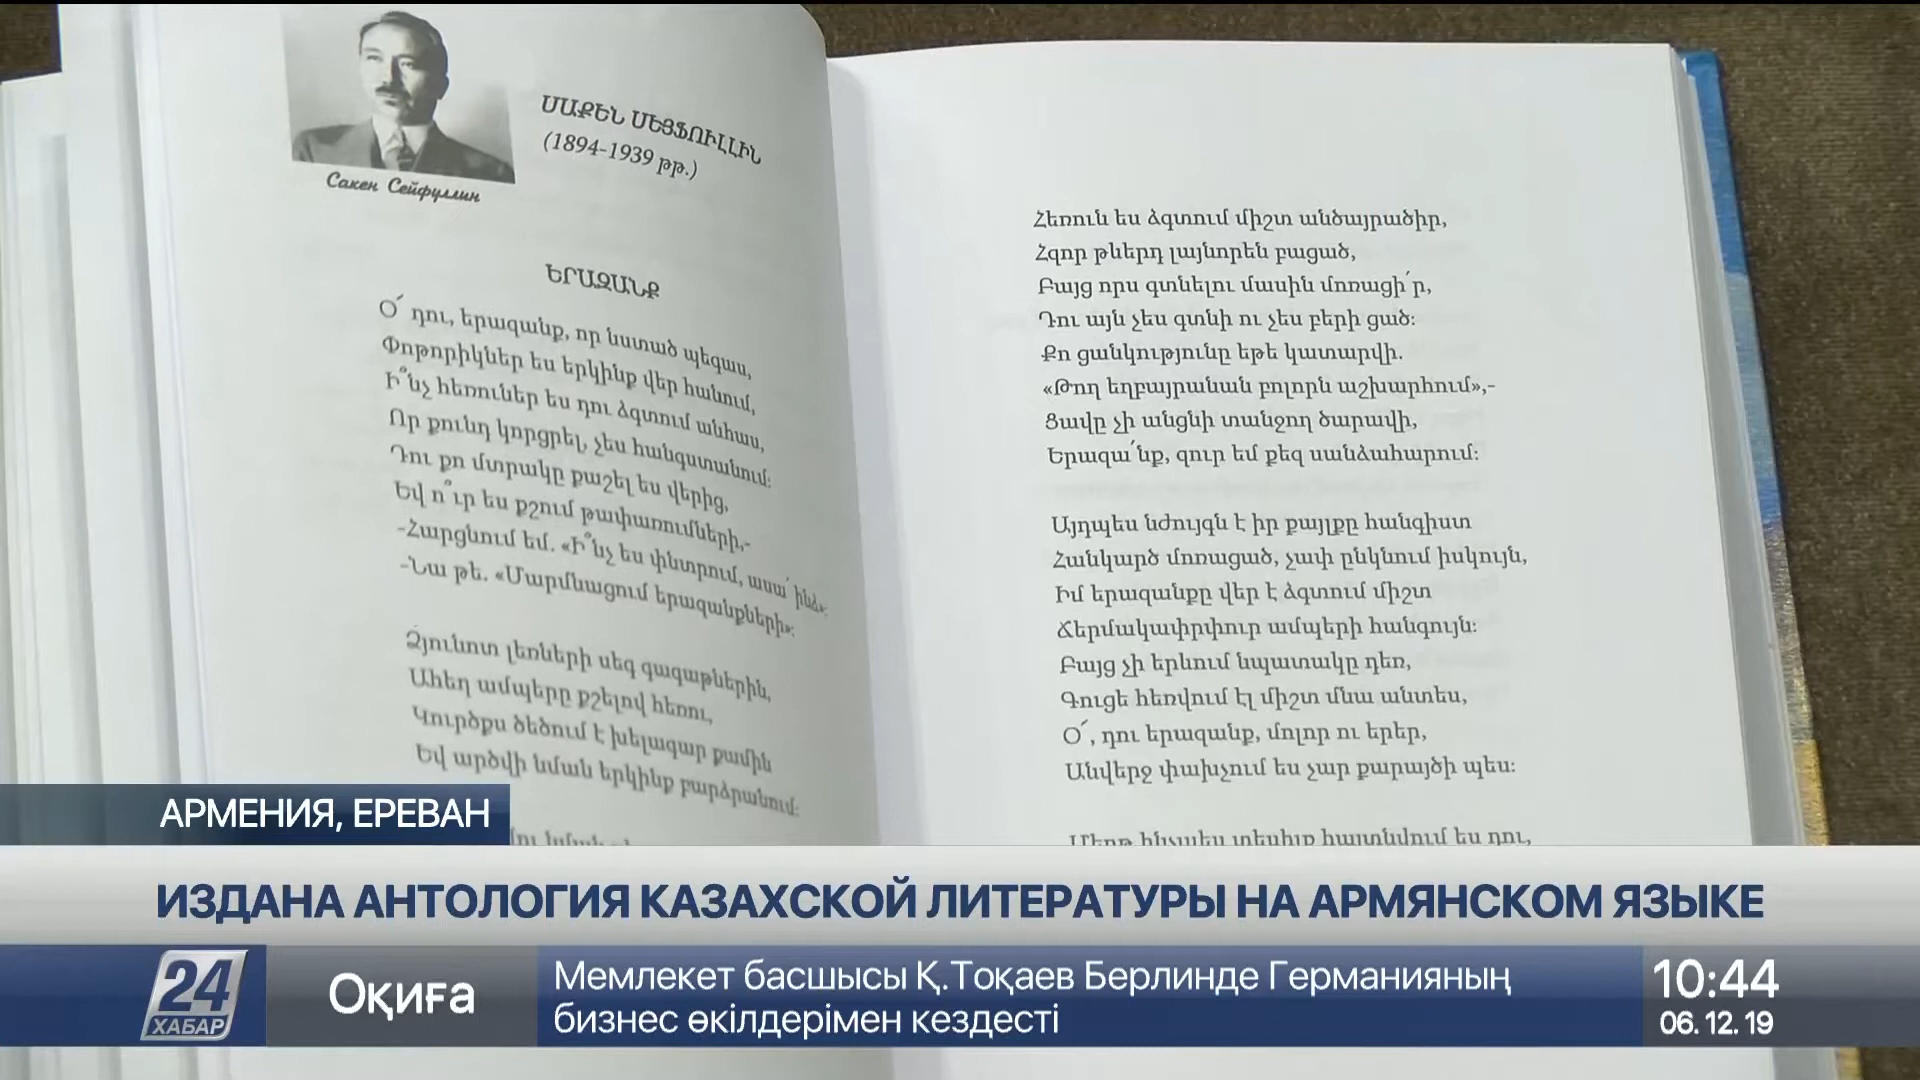 ՍԱՔԵՆ ՍԵՅՖՈՒԼԼԻՆ
(1894-1939 թթ.)
Сакен Сейфуллин
ԵՐԱԶԱՆՔ
Օ՜ դու, երազանք, որ նստած պեգաս,
Փոթորիկներ ես երկինք վեր հանում,
Ի՞նչ հեռուներ ես դու ձգտում անհաս,
Որ քունդ կորցրել, չես հանգստանում:
Դու քո մտրակը քաշել ես վերից,
Եվ ո՞ւր ես քշում թափառումների,-
-Հարցնում եմ. «Ի՞նչ ես փնտրում, ասա՛ ինձ»:
-Նա թե. «Մարմնացում երազանքների»:
Ձյունոտ լեռների սեգ գագաթներին,
Ահեղ ամպերը քշելով հեռու,
Կուրծքս ծեծում է խելագար քամին
Եվ արծվի նման երկինք բարձրանում:
Հեռուն ես ձգտում միշտ անծայրածիր,
Հզոր թևերդ լայնորեն բացած,
Բայց որս գտնելու մասին մոռացի՛ր,
Դու այն չես գտնի ու չես բերի ցած:
Քո ցանկությունը եթե կատարվի.
«Թող եղբայրանան բոլորն աշխարհում»,-
Ցավը չի անցնի տանջող ծարավի,
Երազա՛նք, զուր եմ քեզ սանձահարում:
Այդպես նժույգն է իր քայլքը հանգիստ
Հանկարծ մոռացած, չափ ընկնում իսկույն,
Իմ երազանքը վեր է ձգտում միշտ
Ճերմակափրփուր ամպերի հանգույն:
Բայց չի երևում նպատակը դեռ,
Գուցե հեռվում էլ միշտ մնա անտես,
Օ՜, դու երազանք, մոլոր ու երեր,
Անվերջ փախչում ես չար քարայծի պես:
Մերթ ինչպես տեսիլք հայտնվում ես դու,
АРМЕНИЯ, ЕРЕВАН
ИЗДАНА АНТОЛОГИЯ КАЗАХСКОЙ ЛИТЕРАТУРЫ НА АРМЯНСКОМ ЯЗЫКЕ
24
ХАБАР
Оқиға
Мемлекет басшысы Қ.Тоқаев Берлинде Германияның
бизнес өкілдерімен кездесті
10:44
06. 12. 19